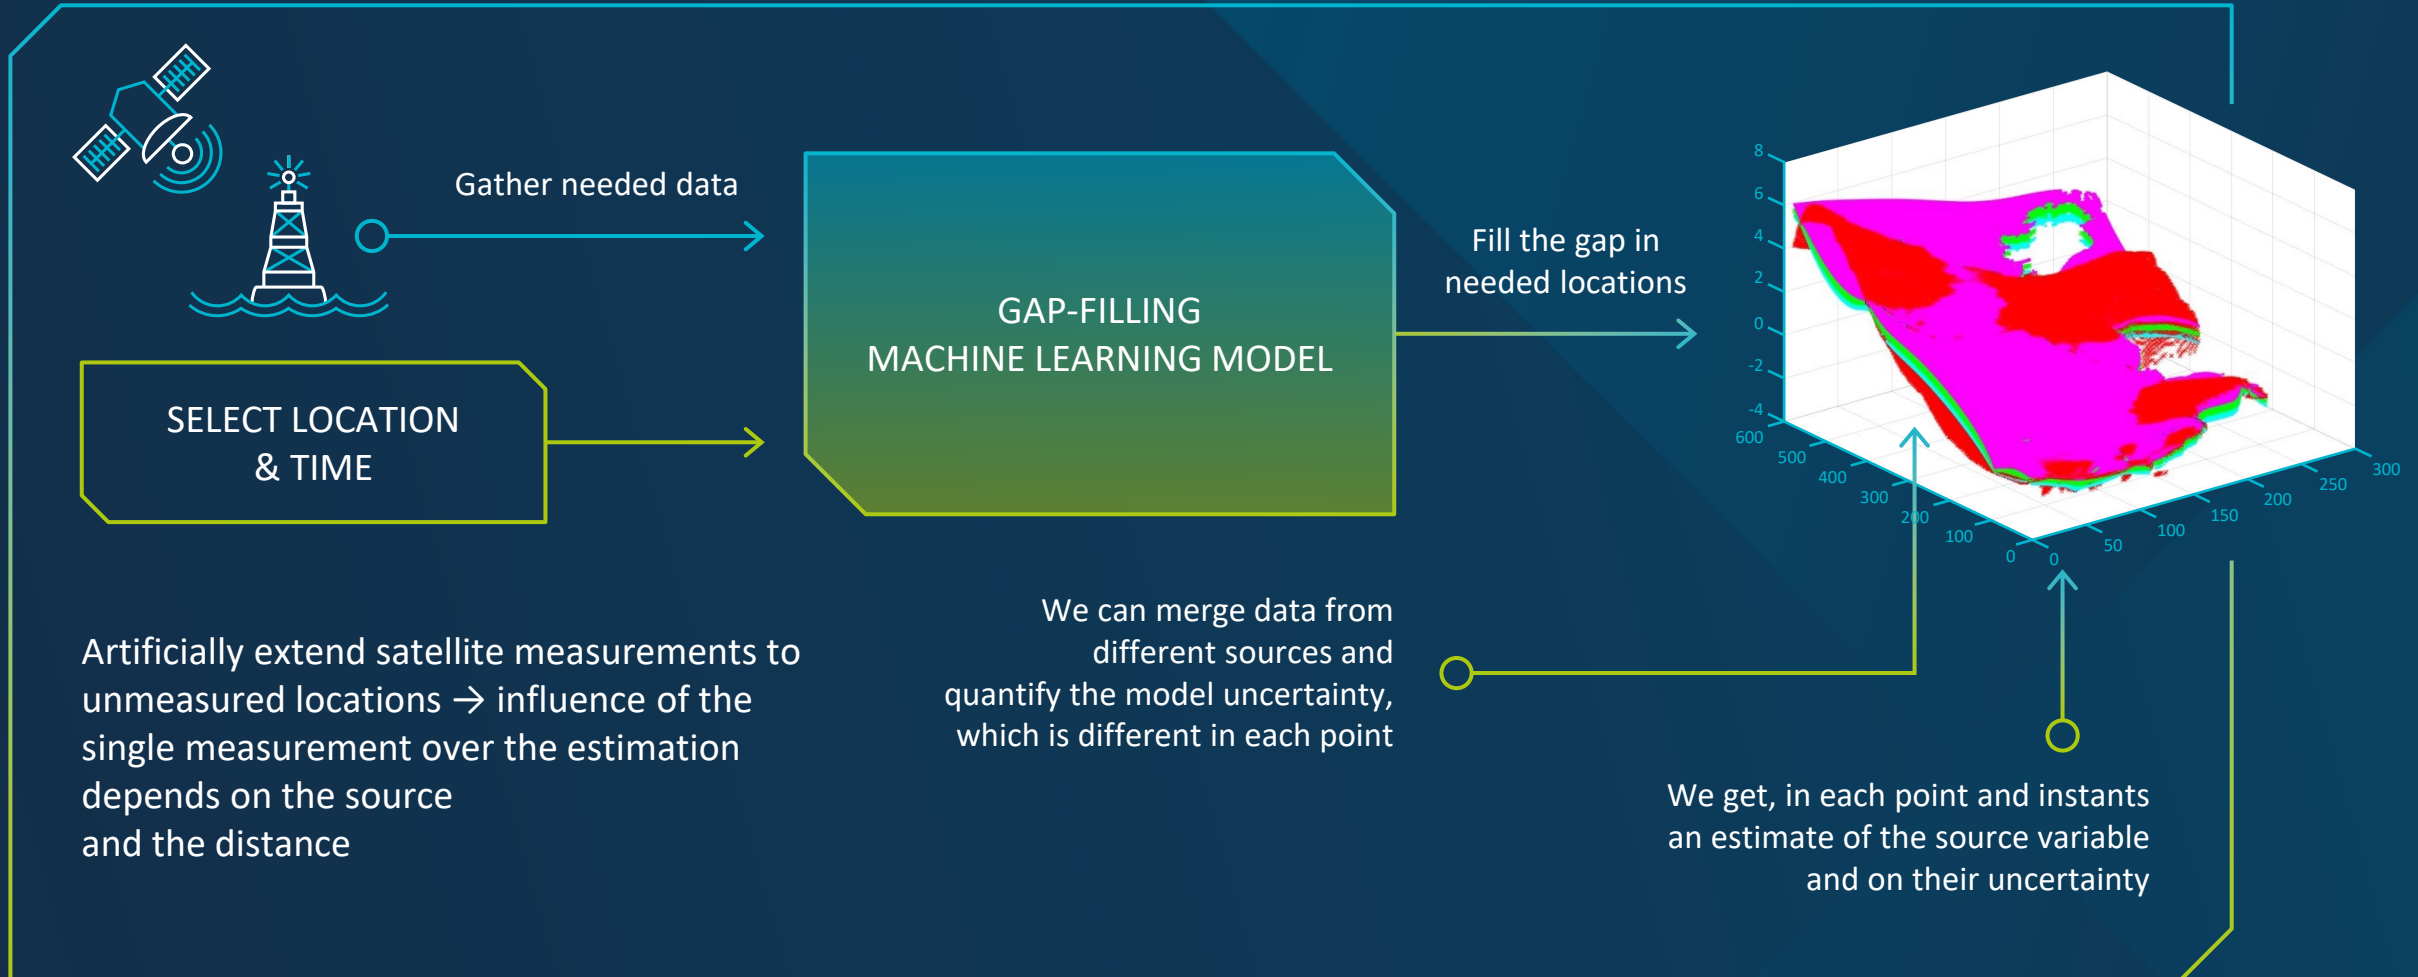 Gather needed data
SELECT LOCATION
& TIME
GAP-FILLING
MACHINE LEARNING MODEL
Fill the gap in
needed locations
8
6
4
2
0
-2
-4
600
500
400
300
200
100
0
0
50
100
150
200
250
300
Artificially extend satellite measurements to
unmeasured locations → influence of the
single measurement over the estimation
depends on the source
and the distance
We can merge data from
different sources and
quantify the model uncertainty,
which is different in each point
We get, in each point and instants
an estimate of the source variable
and on their uncertainty